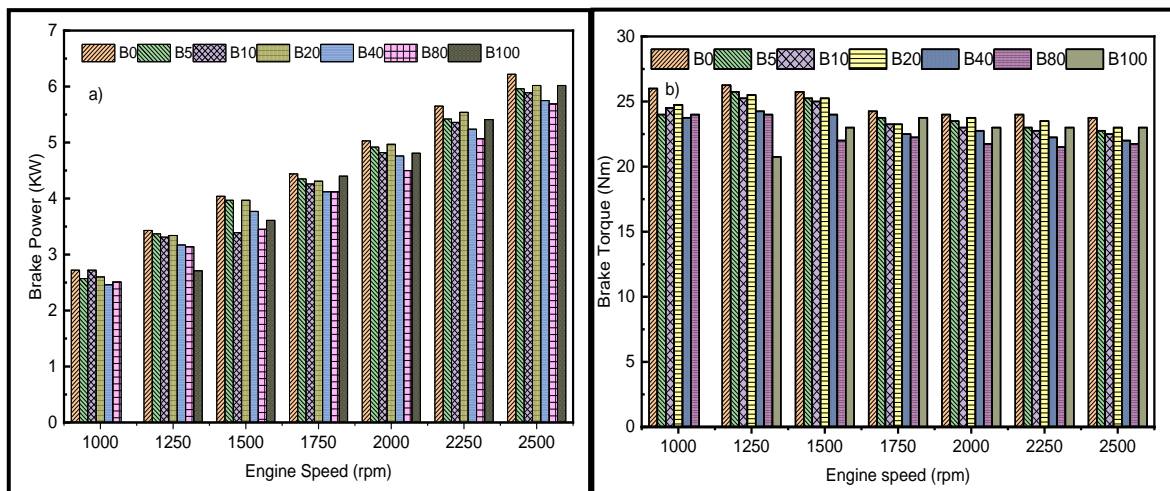 a)
B0 B5 B10 B20 B40 B80 B100
Brake Power (KW)
7
6
5
4
3
2
1
0
1000 1250 1500 1750 2000 2250 2500
Engine Speed (rpm)
b)
B0 B5 B10 B20 B40 B80 B100
Brake Torque (Nm)
30
25
20
15
10
5
0
1000 1250 1500 1750 2000 2250 2500
Engine speed (rpm)